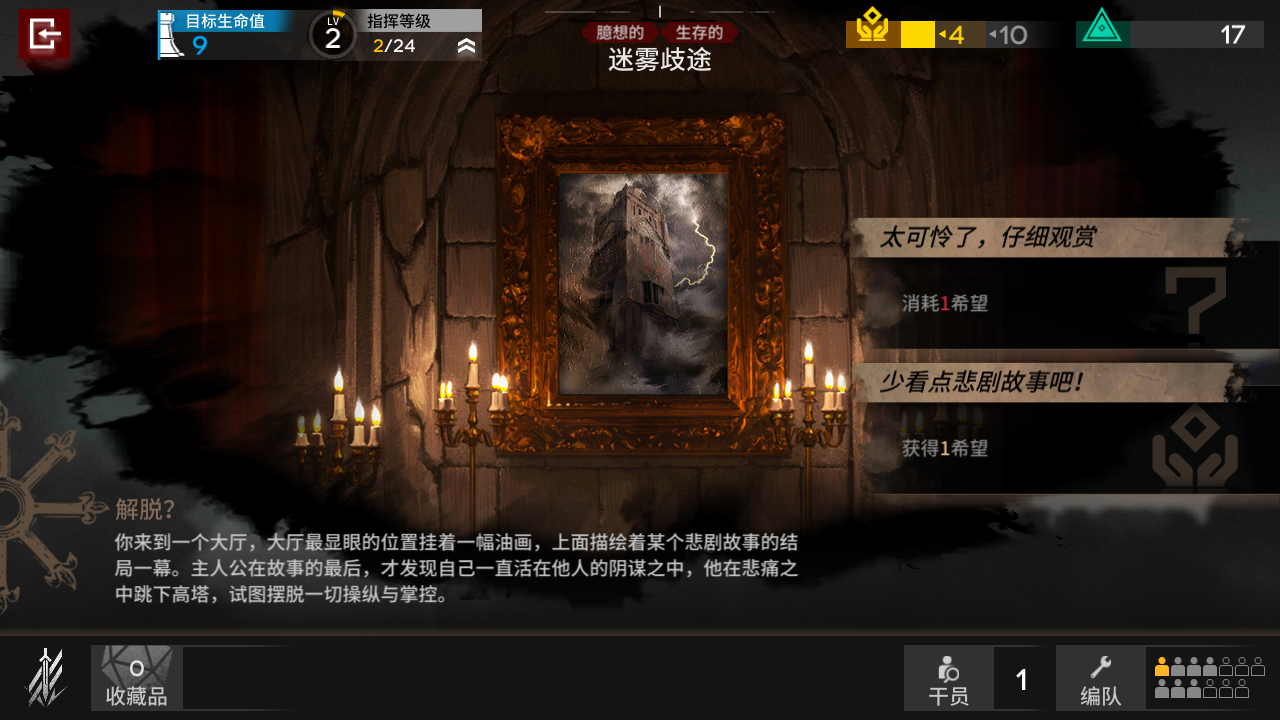 目标生命值
9
LV
2
指挥等级
2/24
臆想的
生存的
迷雾歧途
4
10
17
太可怜了，仔细观赏
消耗1希望
少看点悲剧故事吧！
获得1希望
解脱？
你来到一个大厅，大厅最显眼的位置挂着一幅油画，上面描绘着某个悲剧故事的结
局一幕。主人公在故事的最后，才发现自己一直活在他人的阴谋之中，他在悲痛之
中跳下高塔，试图摆脱一切操纵与掌控。
0
收藏品
干员
1
编队